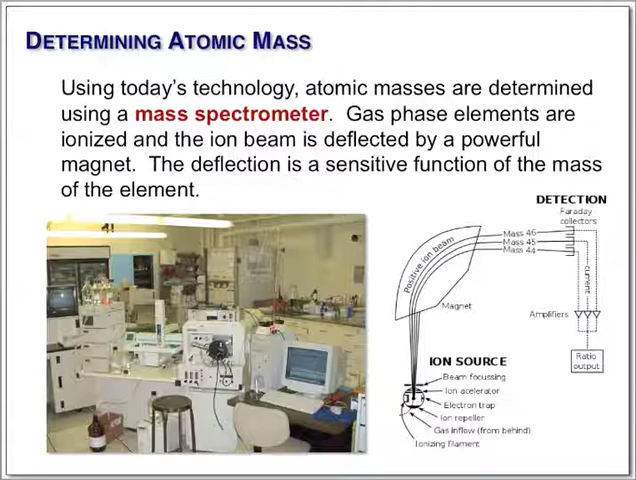 DETERMINING ATOMIC MASS
Using today's technology, atomic masses are determined
using a mass spectrometer. Gas phase elements are
ionized and the ion beam is deflected by a powerful
magnet. The deflection is a sensitive function of the mass
of the element.
DETECTION
Faraday
collectors
Positive ion beam
Mass 46
Mass 45
Mass 44
current
Magnet
Amplifiers
Ratio
output
ION SOURCE
Beam focussing
Ion acelerator
Electron trap
Ion repeller
Gas inflow (from behind)
Ionizing filament